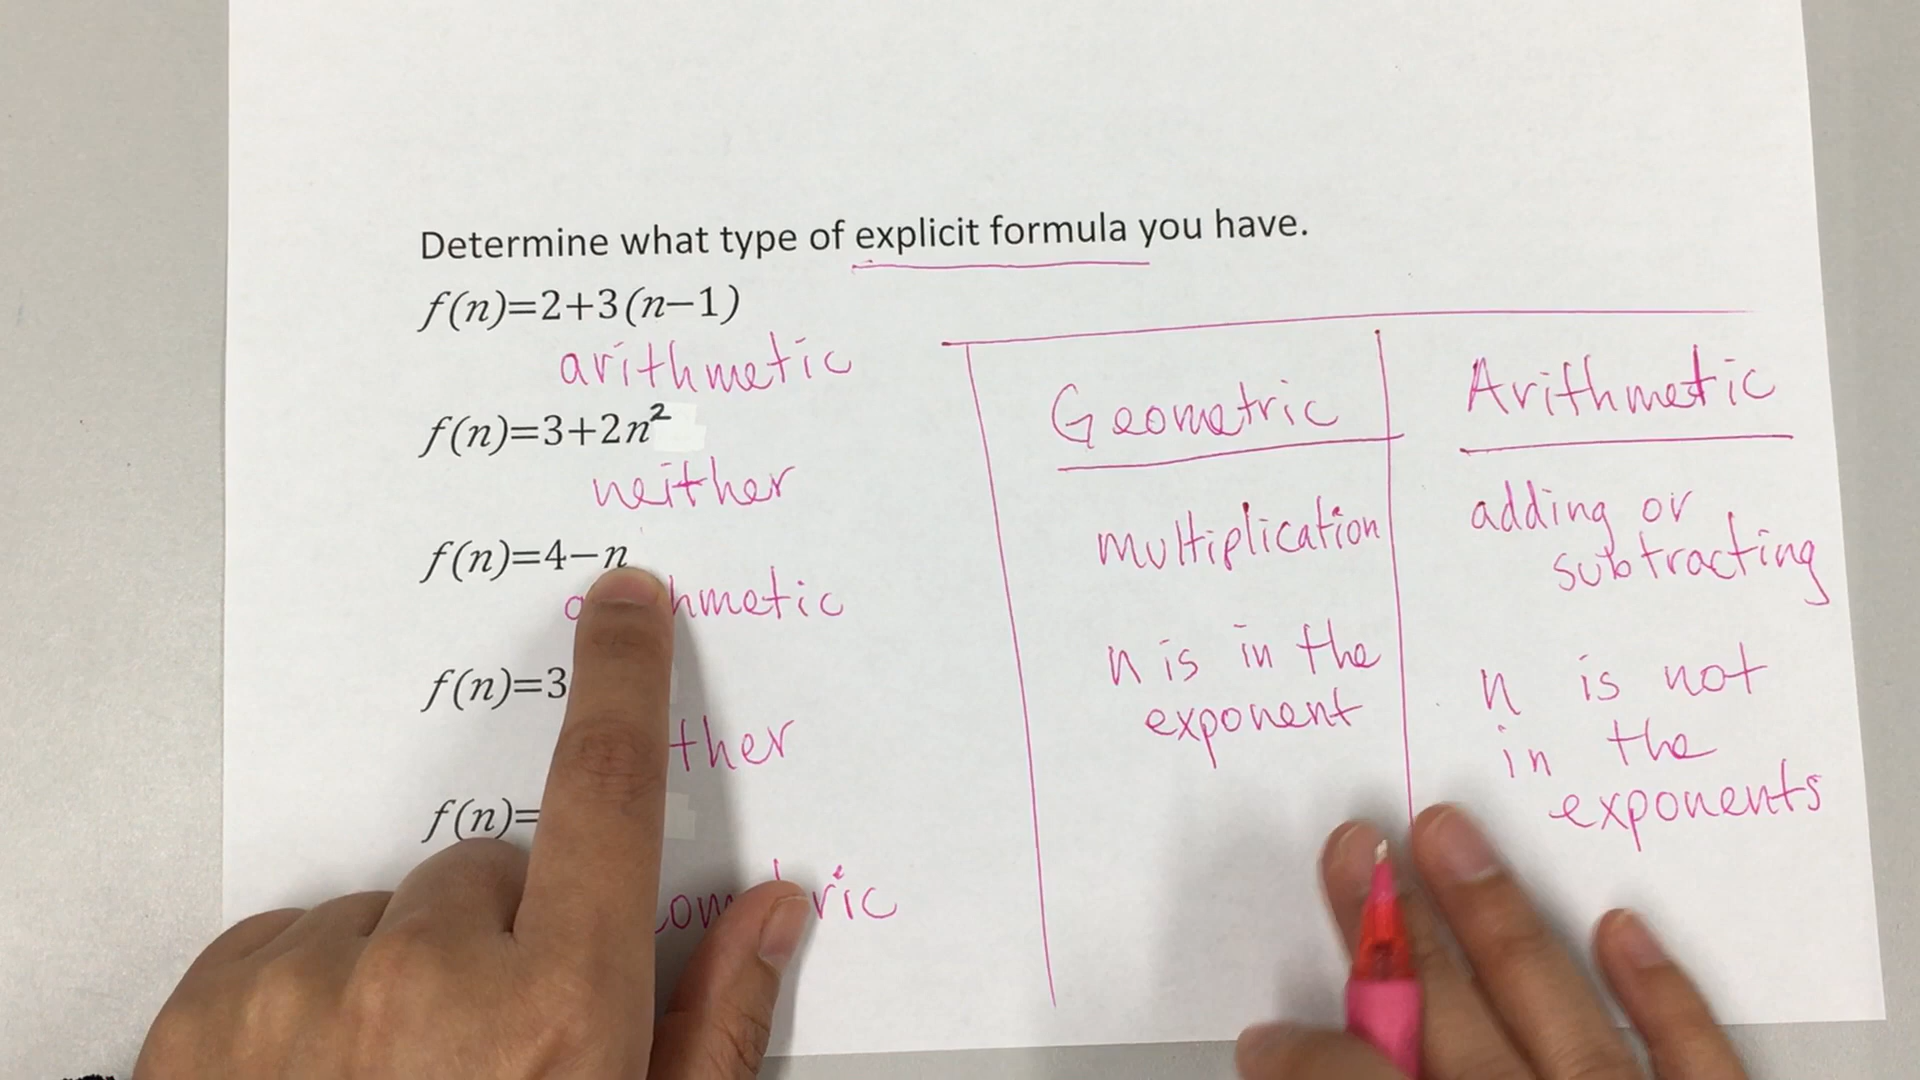 Determine what type of explicit formula you have.
f(n)=2+3(n−1)
arithmetic
f(n)=3+2n²
neither
f(n)=4−n
hmetic
f(n)=3
ther
f(n)=
ric
Geometric
multiplication
n is in the
exponent
Arithmetic
adding or
subtracting
n is not
in the
exponents